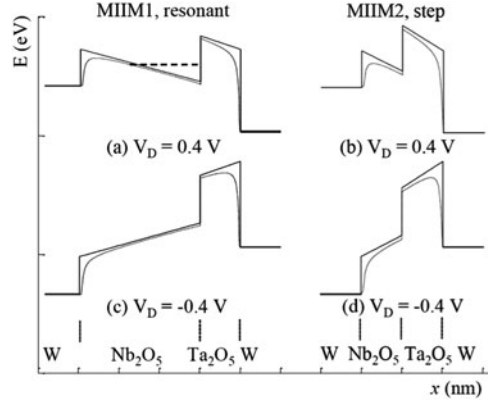 MIIM1, resonant
MIIM2, step
E (eV)
(a) V_D = 0.4 V
(b) V_D = 0.4 V
(c) V_D = -0.4 V
(d) V_D = -0.4 V
W Nb₂O₅ Ta₂O₅ W
W Nb₂O₅ Ta₂O₅ W
x (nm)